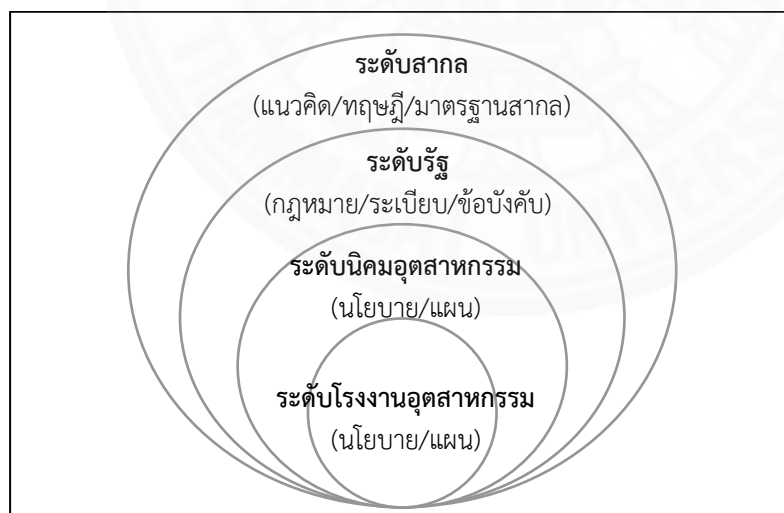 ระดับสากล
(แนวคิด/ทฤษฎี/มาตรฐานสากล)
ระดับรัฐ
(กฎหมาย/ระเบียบ/ข้อบังคับ)
ระดับนิคมอุตสาหกรรม
(นโยบาย/แผน)
ระดับโรงงานอุตสาหกรรม
(นโยบาย/แผน)